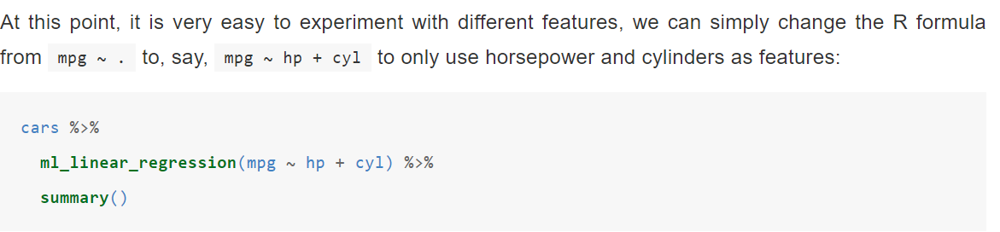 At this point, it is very easy to experiment with different features, we can simply change the R formula
from mpg ~ . to, say, mpg ~ hp + cyl to only use horsepower and cylinders as features:
cars %>%
  ml_linear_regression(mpg ~ hp + cyl) %>%
  summary()